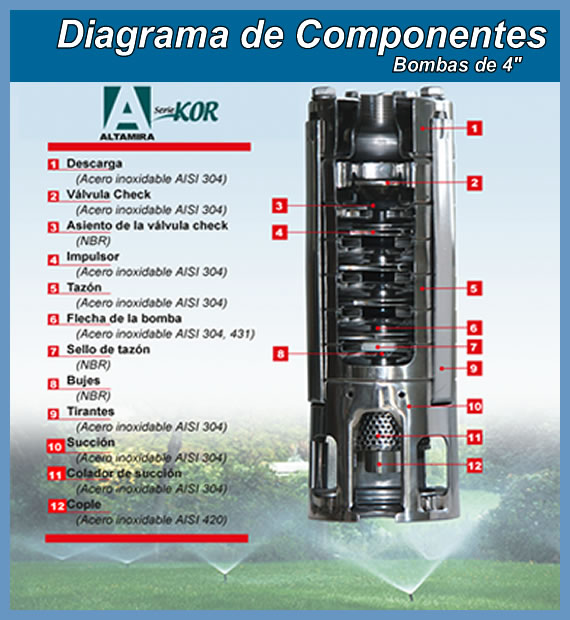 Diagrama de Componentes
Bombas de 4"
A
Serie KOR
ALTAMIRA
1 Descarga
(Acero inoxidable AISI 304)
2 Válvula Check
(Acero inoxidable AISI 304)
3 Asiento de la válvula check
(NBR)
4 Impulsor
(Acero inoxidable AISI 304)
5 Tazón
(Acero inoxidable AISI 304)
6 Flecha de la bomba
(Acero inoxidable AISI 304, 431)
7 Sello de tazón
(NBR)
8 Bujes
(NBR)
9 Tirantes
(Acero inoxidable AISI 304)
10 Succión
(Acero inoxidable AISI 304)
11 Colador de succión
(Acero inoxidable AISI 304)
12 Cople
(Acero inoxidable AISI 420)
1
2
3
4
5
6
7
8
9
10
11
12